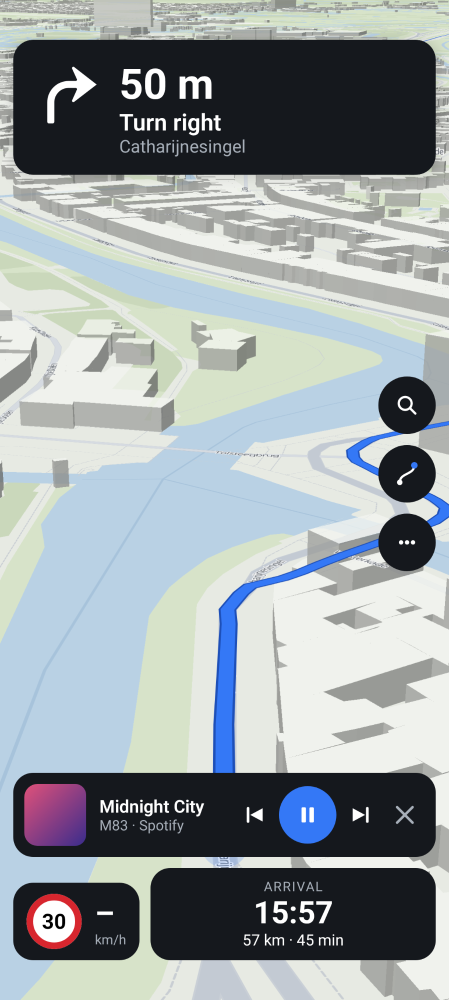 50 m
Turn right
Catharijnesingel
Midnight City
M83 · Spotify
30
–
km/h
ARRIVAL
15:57
57 km · 45 min